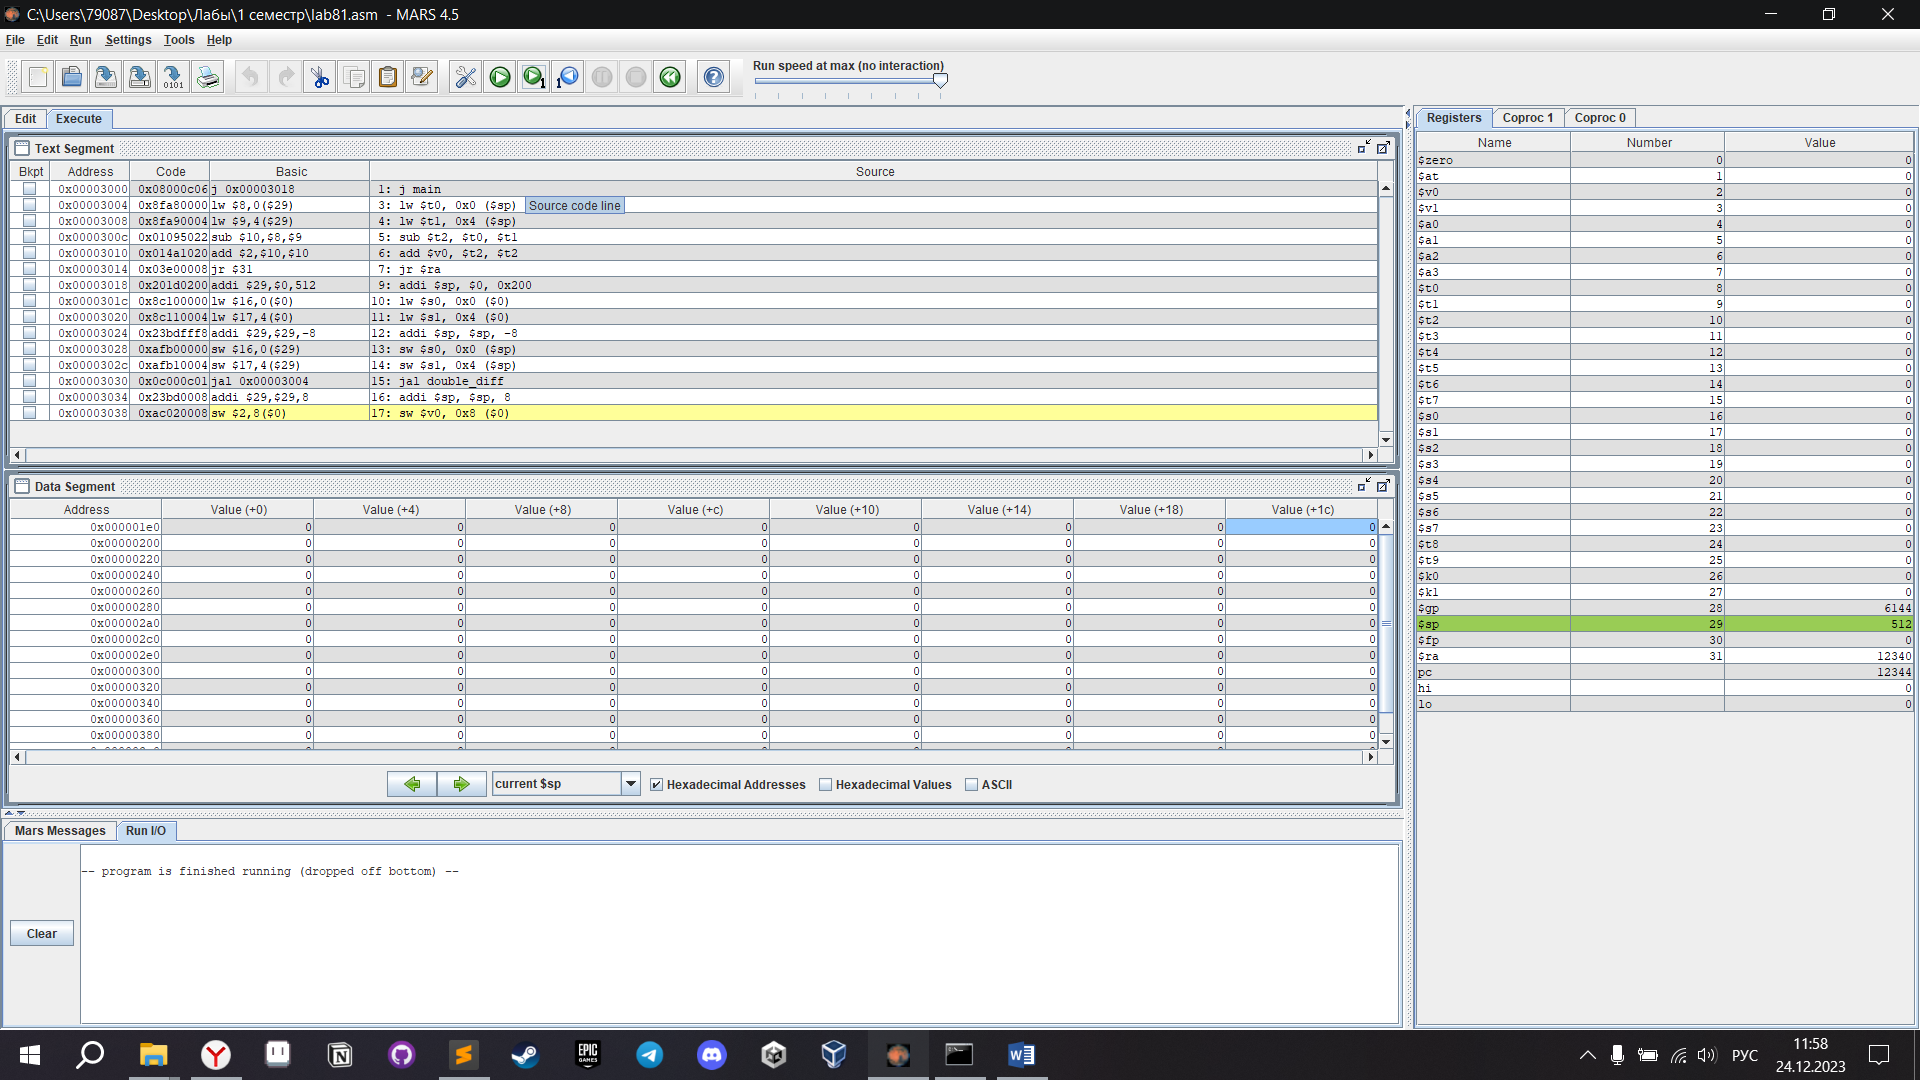 C:\Users\79087\Desktop\Лабы\1 семестр\lab81.asm - MARS 4.5
File Edit Run Settings Tools Help
Run speed at max (no interaction)
Edit Execute
Text Segment
Bkpt Address Code Basic Source
0x00003000 0x08000c06 j 0x00003018 1: j main
0x00003004 0x8fa80000 lw $8,0($29) 3: lw $t0, 0x0 ($sp) Source code line
0x00003008 0x8fa90004 lw $9,4($29) 4: lw $t1, 0x4 ($sp)
0x0000300c 0x01095022 sub $10,$8,$9 5: sub $t2, $t0, $t1
0x00003010 0x014a1020 add $2,$10,$10 6: add $v0, $t2, $t2
0x00003014 0x03e00008 jr $31 7: jr $ra
0x00003018 0x201d0200 addi $29,$0,512 9: addi $sp, $0, 0x200
0x0000301c 0x8c100000 lw $16,0($0) 10: lw $s0, 0x0 ($0)
0x00003020 0x8c110004 lw $17,4($0) 11: lw $s1, 0x4 ($0)
0x00003024 0x23bdfff8 addi $29,$29,-8 12: addi $sp, $sp, -8
0x00003028 0xafb00000 sw $16,0($29) 13: sw $s0, 0x0 ($sp)
0x0000302c 0xafb10004 sw $17,4($29) 14: sw $s1, 0x4 ($sp)
0x00003030 0x0c000c01 jal 0x00003004 15: jal double_diff
0x00003034 0x23bd0008 addi $29,$29,8 16: addi $sp, $sp, 8
0x00003038 0xac020008 sw $2,8($0) 17: sw $v0, 0x8 ($0)
Data Segment
Address Value (+0) Value (+4) Value (+8) Value (+c) Value (+10) Value (+14) Value (+18) Value (+1c)
0x000001e0 0 0 0 0 0 0 0 0
0x00000200 0 0 0 0 0 0 0 0
0x00000220 0 0 0 0 0 0 0 0
0x00000240 0 0 0 0 0 0 0 0
0x00000260 0 0 0 0 0 0 0 0
0x00000280 0 0 0 0 0 0 0 0
0x000002a0 0 0 0 0 0 0 0 0
0x000002c0 0 0 0 0 0 0 0 0
0x000002e0 0 0 0 0 0 0 0 0
0x00000300 0 0 0 0 0 0 0 0
0x00000320 0 0 0 0 0 0 0 0
0x00000340 0 0 0 0 0 0 0 0
0x00000360 0 0 0 0 0 0 0 0
0x00000380 0 0 0 0 0 0 0 0
current $sp Hexadecimal Addresses Hexadecimal Values ASCII
Mars Messages Run I/O
-- program is finished running (dropped off bottom) --
Clear
Registers Coproc 1 Coproc 0
Name Number Value
$zero 0 0
$at 1 0
$v0 2 0
$v1 3 0
$a0 4 0
$a1 5 0
$a2 6 0
$a3 7 0
$t0 8 0
$t1 9 0
$t2 10 0
$t3 11 0
$t4 12 0
$t5 13 0
$t6 14 0
$t7 15 0
$s0 16 0
$s1 17 0
$s2 18 0
$s3 19 0
$s4 20 0
$s5 21 0
$s6 22 0
$s7 23 0
$t8 24 0
$t9 25 0
$k0 26 0
$k1 27 0
$gp 28 6144
$sp 29 512
$fp 30 0
$ra 31 12340
pc 12344
hi 0
lo 0
EPIC GAMES
РУС
11:58
24.12.2023